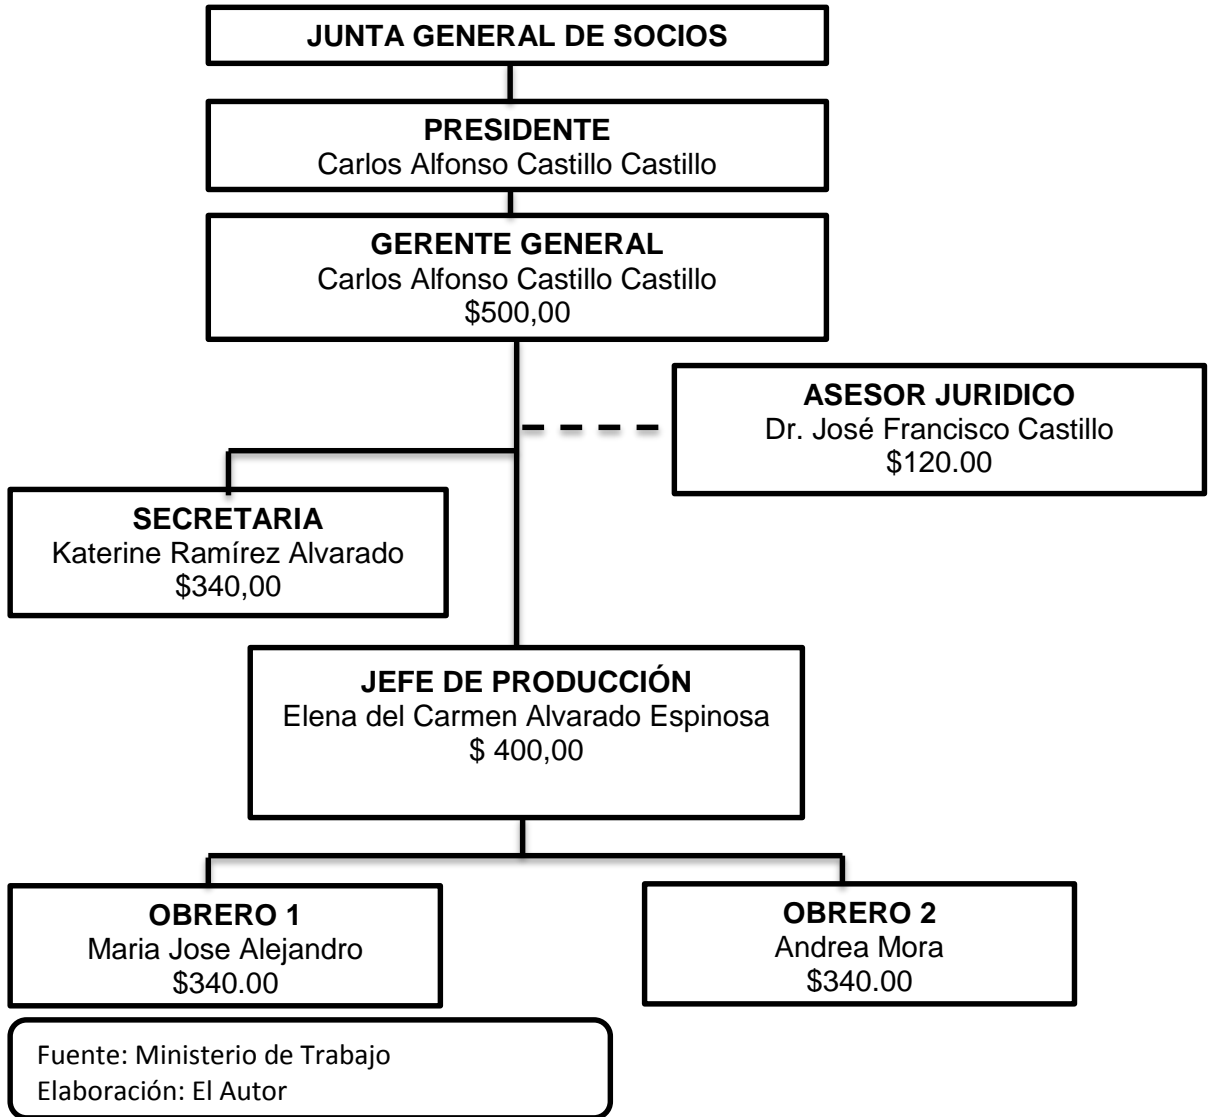 JUNTA GENERAL DE SOCIOS
PRESIDENTE
Carlos Alfonso Castillo Castillo
GERENTE GENERAL
Carlos Alfonso Castillo Castillo
$500,00
ASESOR JURIDICO
Dr. José Francisco Castillo
$120.00
SECRETARIA
Katerine Ramírez Alvarado
$340,00
JEFE DE PRODUCCIÓN
Elena del Carmen Alvarado Espinosa
$ 400,00
OBRERO 1
Maria Jose Alejandro
$340.00
OBRERO 2
Andrea Mora
$340.00
Fuente: Ministerio de Trabajo
Elaboración: El Autor